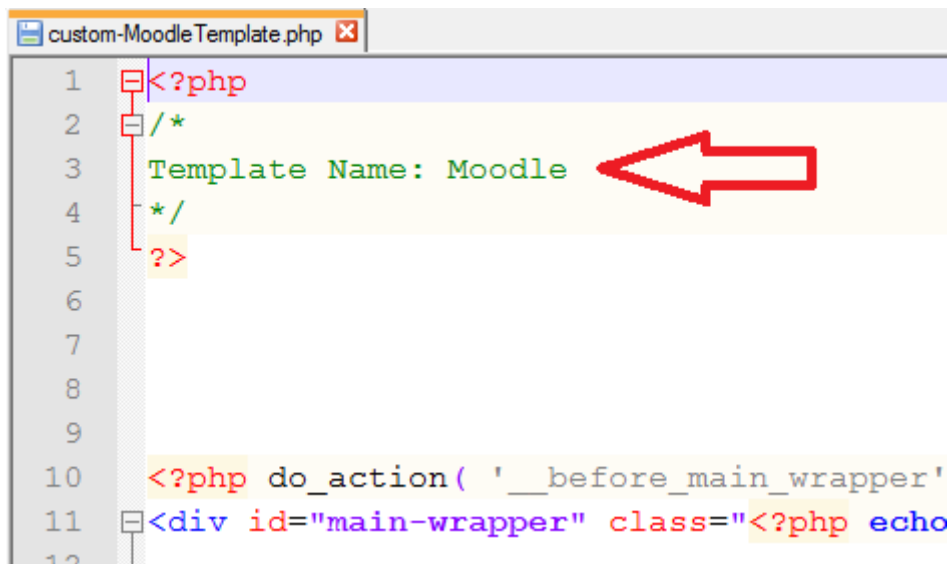 custom-MoodleTemplate.php
1 <?php
2 /*
3 Template Name: Moodle
4 */
5 ?>
6
7
8
9
10 <?php do_action( '__before_main_wrapper'
11 <div id="main-wrapper" class="<?php echo
12